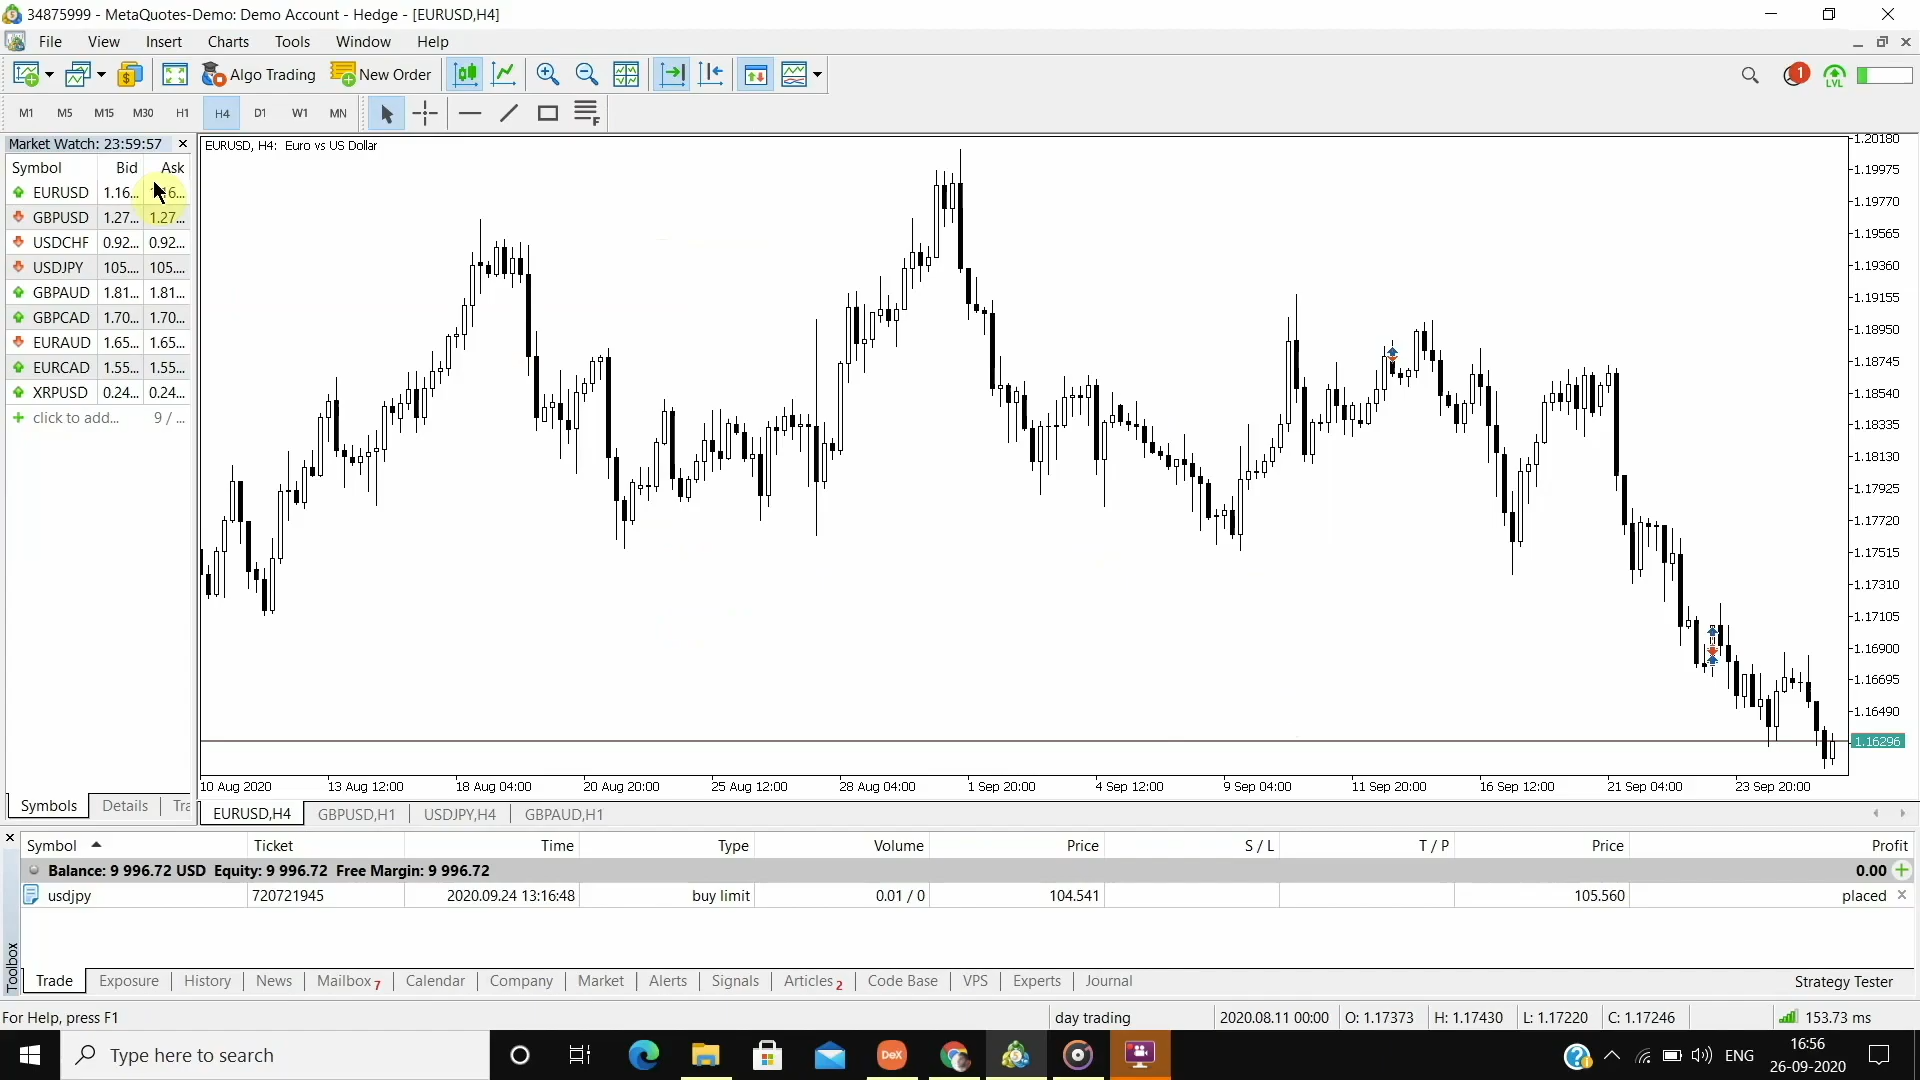 34875999 - MetaQuotes-Demo: Demo Account - Hedge - [EURUSD,H4]
File View Insert Charts Tools Window Help
Algo Trading New Order 1 LVL
M1 M5 M15 M30 H1 H4 D1 W1 MN
Market Watch: 23:59:57
Symbol Bid Ask
EURUSD 1.16...
GBPUSD 1.27... 1.27...
USDCHF 0.92... 0.92...
USDJPY 105.... 105....
GBPAUD 1.81... 1.81...
GBPCAD 1.70... 1.70...
EURAUD 1.65... 1.65...
EURCAD 1.55... 1.55...
XRPUSD 0.24... 0.24...
click to add... 9 / ...
Symbols Details Tra
EURUSD, H4: Euro vs US Dollar
1.20180
1.19975
1.19770
1.19565
1.19360
1.19155
1.18950
1.18745
1.18540
1.18335
1.18130
1.17925
1.17720
1.17515
1.17310
1.17105
1.16900
1.16695
1.16490
1.16296
10 Aug 2020 13 Aug 12:00 18 Aug 04:00 20 Aug 20:00 25 Aug 12:00 28 Aug 04:00 1 Sep 20:00 4 Sep 12:00 9 Sep 04:00 11 Sep 20:00 16 Sep 12:00 21 Sep 04:00 23 Sep 20:00
EURUSD,H4 GBPUSD,H1 USDJPY,H4 GBPAUD,H1
Symbol Ticket Time Type Volume Price S / L T / P Price Profit
Balance: 9 996.72 USD Equity: 9 996.72 Free Margin: 9 996.72 0.00
usdjpy 720721945 2020.09.24 13:16:48 buy limit 0.01 / 0 104.541 105.560 placed
Toolbox
Trade Exposure History News Mailbox 7 Calendar Company Market Alerts Signals Articles 2 Code Base VPS Experts Journal Strategy Tester
For Help, press F1 day trading 2020.08.11 00:00 O: 1.17373 H: 1.17430 L: 1.17220 C: 1.17246 153.73 ms
Type here to search DeX ENG 16:56
26-09-2020